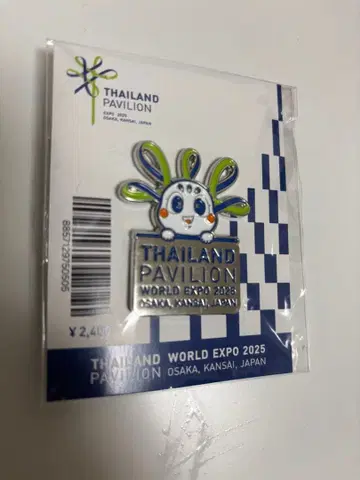 THAILAND
PAVILION
EXPO 2025
OSAKA, KANSAI, JAPAN
THAILAND
PAVILION
WORLD EXPO 2025
OSAKA, KANSAI, JAPAN
8857129750505
¥2,400
THAILAND WORLD EXPO 2025
PAVILION OSAKA, KANSAI, JAPAN